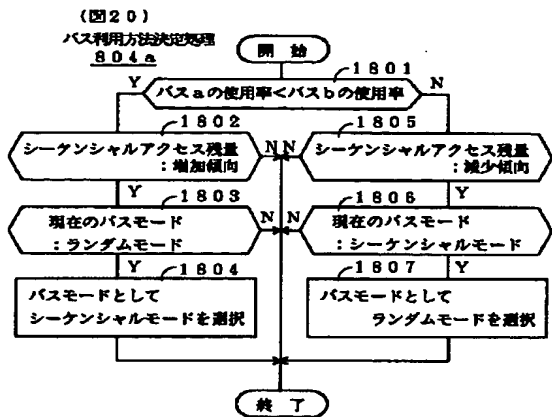 (図20)
バス利用方法決定処理
804a
開始
1801
Y
バスaの使用率<バスbの使用率
N
1802
シーケンシャルアクセス残量
:増加傾向
N
N
1805
シーケンシャルアクセス残量
:減少傾向
Y
Y
1803
現在のバスモード
:ランダムモード
N
N
1806
現在のバスモード
:シーケンシャルモード
Y
Y
1804
バスモードとして
シーケンシャルモードを選択
1807
バスモードとして
ランダムモードを選択
終了